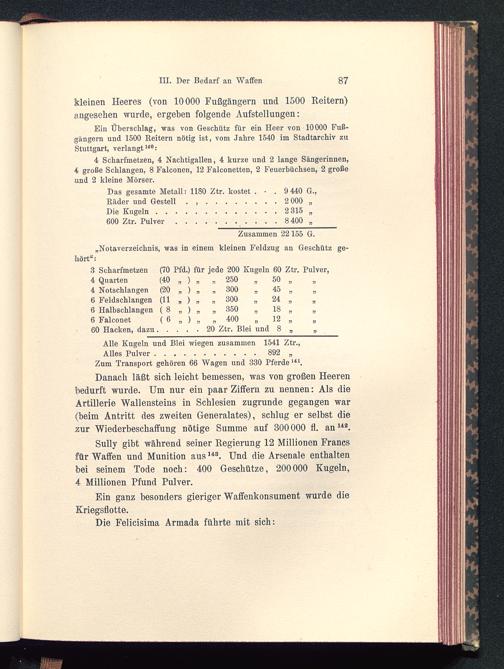 III. Der Bedarf an Waffen 87
kleinen Heeres (von 10000 Fußgängern und 1500 Reitern)
angesehen wurde, ergeben folgende Aufstellungen:
Ein Überschlag, was von Geschütz für ein Heer von 10000 Fuß-
gängern und 1500 Reitern nötig ist, vom Jahre 1540 im Stadtarchiv zu
Stuttgart, verlangt¹⁴⁰:
4 Scharfmetzen, 4 Nachtigallen, 4 kurze und 2 lange Sängerinnen,
4 große Schlangen, 8 Falconen, 12 Falconetten, 2 Feuerbüchsen, 2 große
und 2 kleine Mörser.
Das gesamte Metall: 1180 Ztr. kostet . . . 9 440 G.,
Räder und Gestell . . . . . . . . . . 2 000 „
Die Kugeln . . . . . . . . . . . . . 2 315 „
600 Ztr. Pulver . . . . . . . . . . . 8 400 „
Zusammen 22 155 G.
„Notaverzeichnis, was in einem kleinen Feldzug an Geschütz ge-
hört“:
3 Scharfmetzen (70 Pfd.) für jede 200 Kugeln 60 Ztr. Pulver,
4 Quarten (40 „ ) „ „ 250 „ 50 „ „
4 Notschlangen (20 „ ) „ „ 300 „ 45 „ „
6 Feldschlangen (11 „ ) „ „ 300 „ 24 „ „
6 Halbschlangen ( 8 „ ) „ „ 350 „ 18 „ „
6 Falconet ( 6 „ ) „ „ 400 „ 12 „ „
60 Hacken, dazu . . . . . 20 Ztr. Blei und 8 „ „
Alle Kugeln und Blei wiegen zusammen 1541 Ztr.,
Alles Pulver . . . . . . . . . . 892 „
Zum Transport gehören 66 Wagen und 330 Pferde¹⁴¹.
Danach läßt sich leicht bemessen, was von großen Heeren
bedurft wurde. Um nur ein paar Ziffern zu nennen: Als die
Artillerie Wallensteins in Schlesien zugrunde gegangen war
(beim Antritt des zweiten Generalates), schlug er selbst die
zur Wiederbeschaffung nötige Summe auf 300000 fl. an¹⁴².
Sully gibt während seiner Regierung 12 Millionen Francs
für Waffen und Munition aus¹⁴³. Und die Arsenale enthalten
bei seinem Tode noch: 400 Geschütze, 200000 Kugeln,
4 Millionen Pfund Pulver.
Ein ganz besonders gieriger Waffenkonsument wurde die
Kriegsflotte.
Die Felicisima Armada führte mit sich: